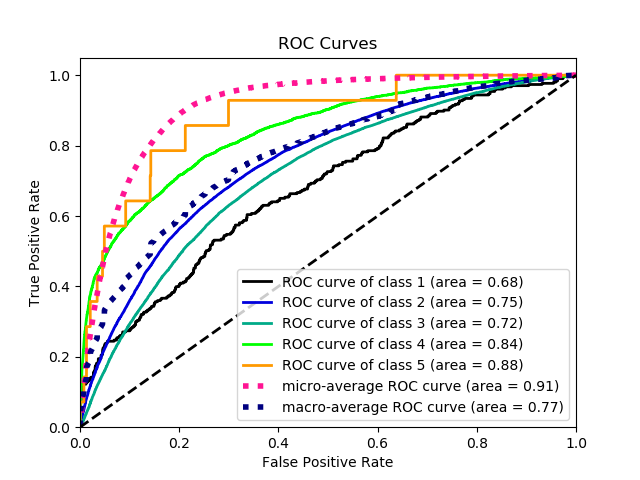 ROC Curves
True Positive Rate
1.0
0.8
0.6
0.4
0.2
0.0
ROC curve of class 1 (area = 0.68)
ROC curve of class 2 (area = 0.75)
ROC curve of class 3 (area = 0.72)
ROC curve of class 4 (area = 0.84)
ROC curve of class 5 (area = 0.88)
micro-average ROC curve (area = 0.91)
macro-average ROC curve (area = 0.77)
0.0 0.2 0.4 0.6 0.8 1.0
False Positive Rate